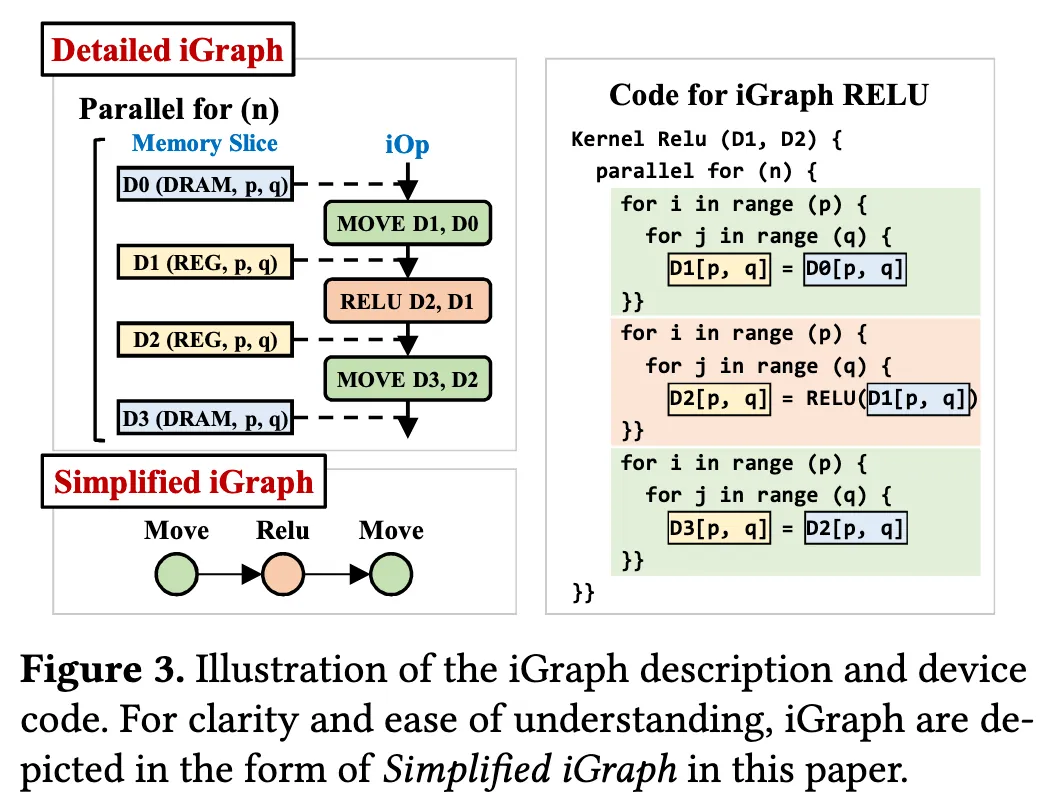 Detailed iGraph
Parallel for (n)
Memory Slice
iOp
D0 (DRAM, p, q)
MOVE D1, D0
D1 (REG, p, q)
RELU D2, D1
D2 (REG, p, q)
MOVE D3, D2
D3 (DRAM, p, q)
Simplified iGraph
Move Relu Move
Code for iGraph RELU
Kernel Relu (D1, D2) {
parallel for (n) {
for i in range (p) {
for j in range (q) {
D1[p, q] = D0[p, q]
}}
for i in range (p) {
for j in range (q) {
D2[p, q] = RELU(D1[p, q])
}}
for i in range (p) {
for j in range (q) {
D3[p, q] = D2[p, q]
}}
}}
Figure 3. Illustration of the iGraph description and device
code. For clarity and ease of understanding, iGraph are de-
picted in the form of Simplified iGraph in this paper.